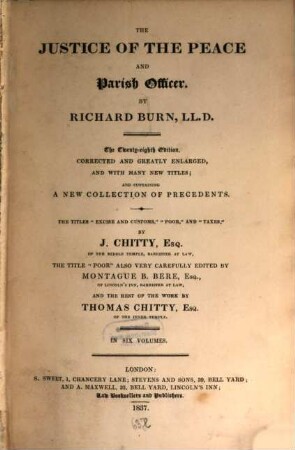 THE
JUSTICE OF THE PEACE
AND
Parish Officer.
BY
RICHARD BURN, LL.D.
The Twenty-eighth Edition,
CORRECTED AND GREATLY ENLARGED,
AND WITH MANY NEW TITLES;
AND CONTAINING
A NEW COLLECTION OF PRECEDENTS.
THE TITLES "EXCISE AND CUSTOMS," "POOR," AND "TAXES,"
BY
J. CHITTY, ESQ.
OF THE MIDDLE TEMPLE, BARRISTER AT LAW,
THE TITLE "POOR" ALSO VERY CAREFULLY EDITED BY
MONTAGUE B. BERE, ESQ.,
OF LINCOLN'S INN, BARRISTER AT LAW,
AND THE REST OF THE WORK BY
THOMAS CHITTY, ESQ.
OF THE INNER TEMPLE.
IN SIX VOLUMES.
LONDON:
S. SWEET, 1, CHANCERY LANE; STEVENS AND SONS, 39, BELL YARD;
AND A. MAXWELL, 32, BELL YARD, LINCOLN'S INN;
Law Booksellers and Publishers.
1837.